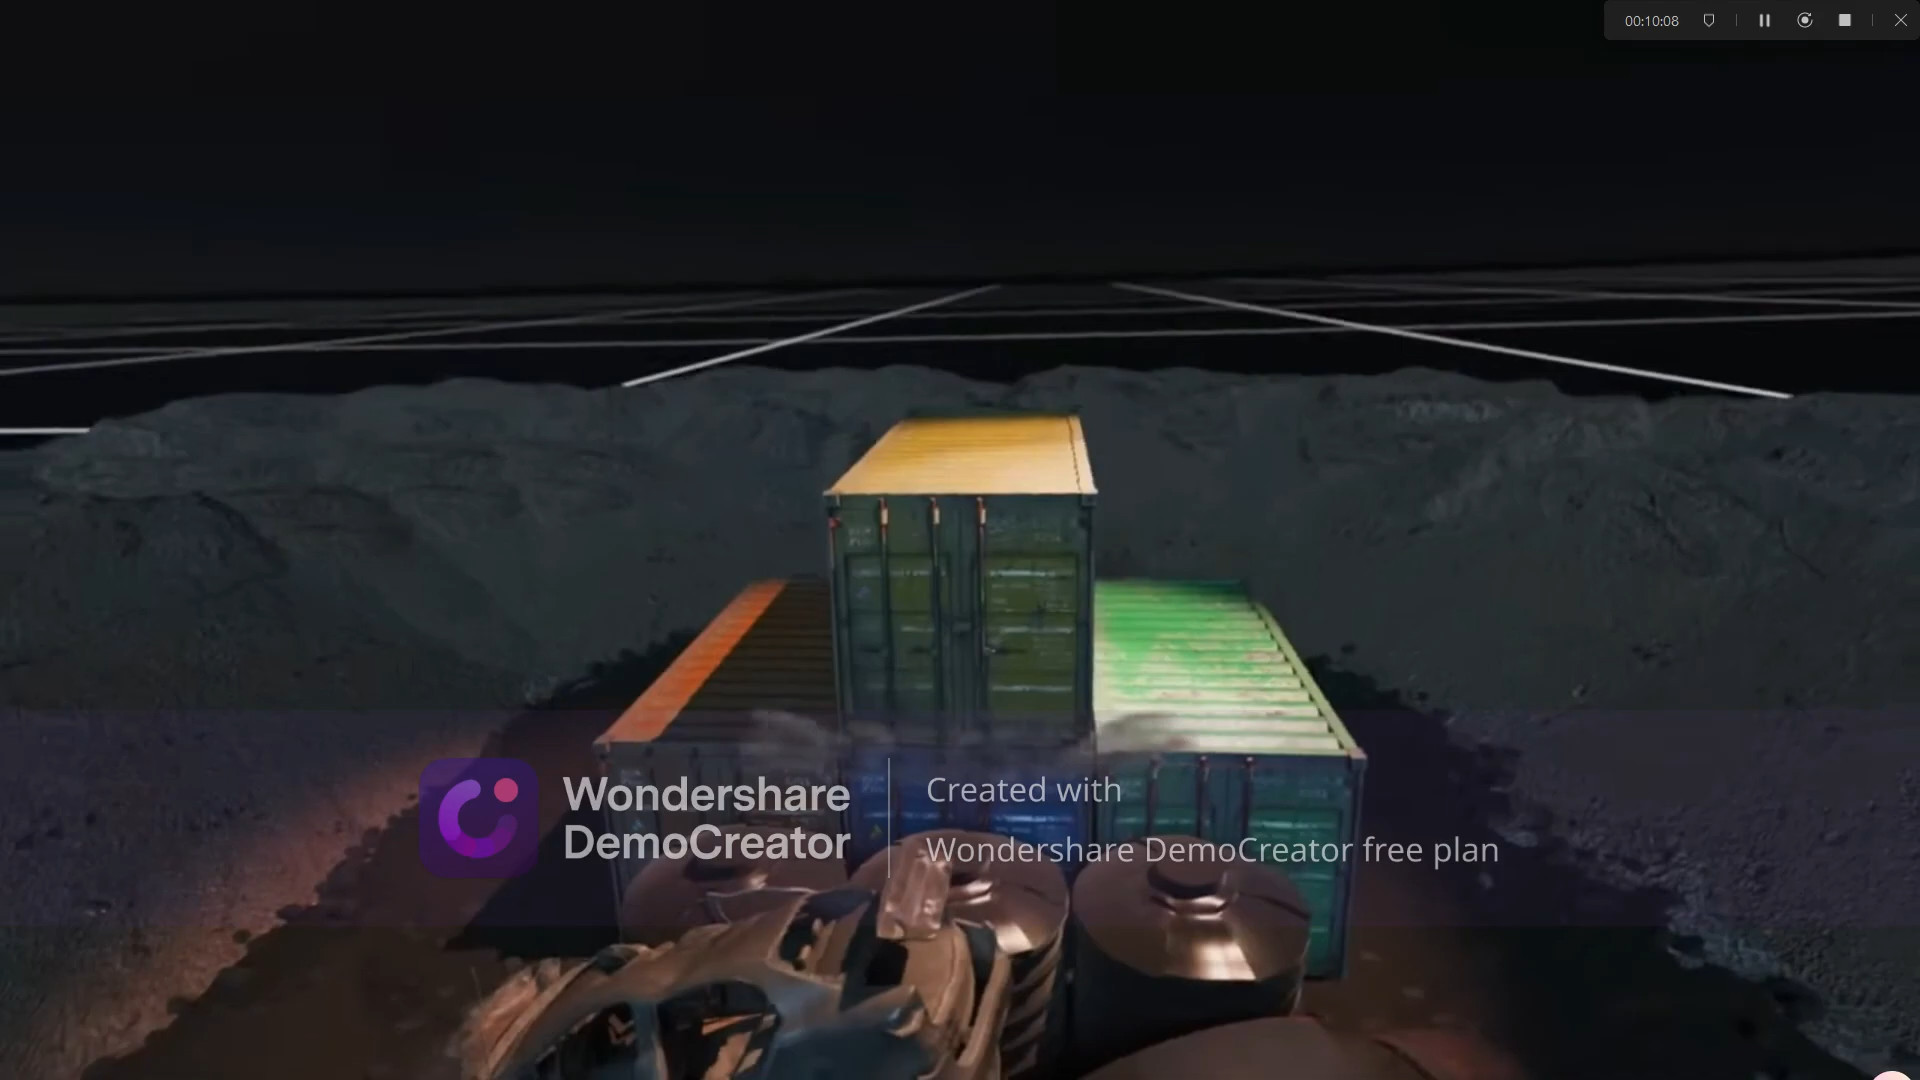 00:10:08
Wondershare
DemoCreator
Created with
Wondershare DemoCreator free plan